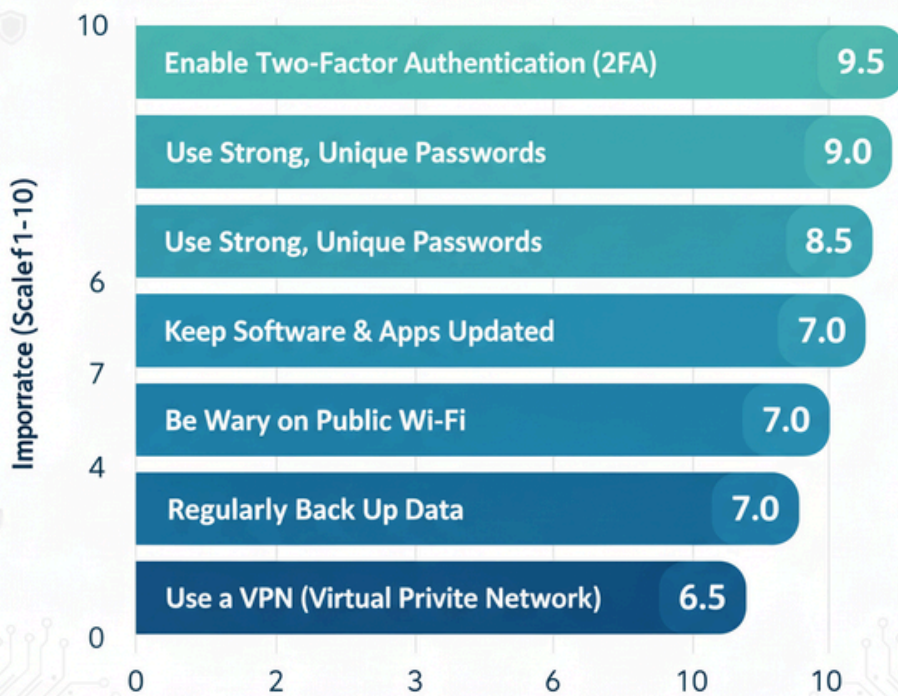 10
Enable Two-Factor Authentication (2FA) 9.5
Use Strong, Unique Passwords 9.0
Use Strong, Unique Passwords 8.5
6
Keep Software & Apps Updated 7.0
7
Be Wary on Public Wi-Fi 7.0
4
Regularly Back Up Data 7.0
Use a VPN (Virtual Privite Network) 6.5
0
Imporratce (Scalef1-10)
0 2 3 6 10 10